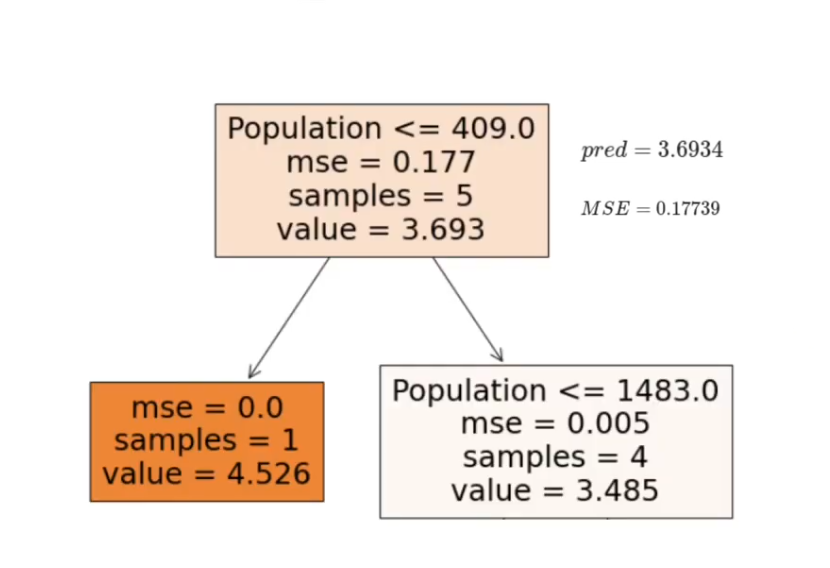 Population <= 409.0
mse = 0.177
samples = 5
value = 3.693
pred = 3.6934
MSE = 0.17739
mse = 0.0
samples = 1
value = 4.526
Population <= 1483.0
mse = 0.005
samples = 4
value = 3.485